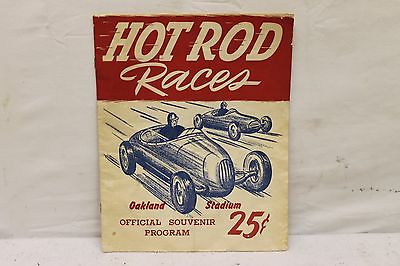 HOT ROD
Races
Oakland Stadium
OFFICIAL SOUVENIR
PROGRAM
25¢